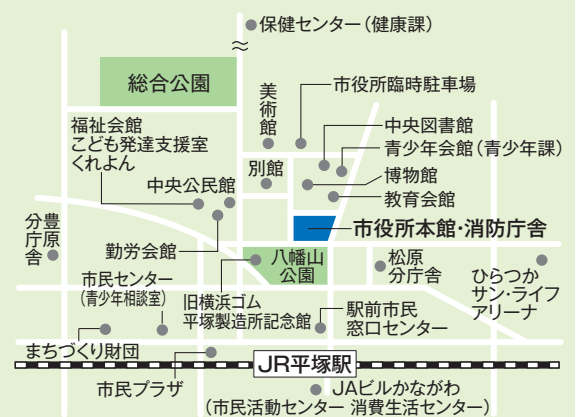 保健センター(健康課)
総合公園
美術館
市役所臨時駐車場
中央図書館
青少年会館(青少年課)
博物館
教育会館
福祉会館
こども発達支援室
くれよん
中央公民館
別館
市役所本館・消防庁舎
勤労会館
豊原
分庁舎
八幡山
公園
松原
分庁舎
ひらつか
サン・ライフ
アリーナ
市民センター
(青少年相談室)
旧横浜ゴム
平塚製造所記念館
駅前市民
窓口センター
まちづくり財団
JR平塚駅
市民プラザ
JAビルかながわ
(市民活動センター 消費生活センター)